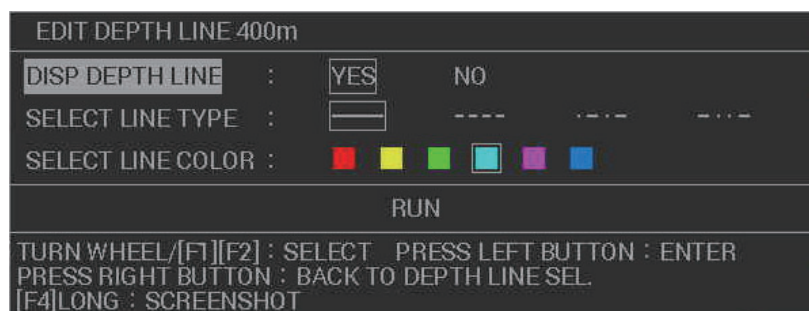 EDIT DEPTH LINE 400m
DISP DEPTH LINE : YES NO
SELECT LINE TYPE :
SELECT LINE COLOR :
RUN
TURN WHEEL/[F1][F2] : SELECT PRESS LEFT BUTTON : ENTER
PRESS RIGHT BUTTON : BACK TO DEPTH LINE SEL.
[F4]LONG : SCREENSHOT